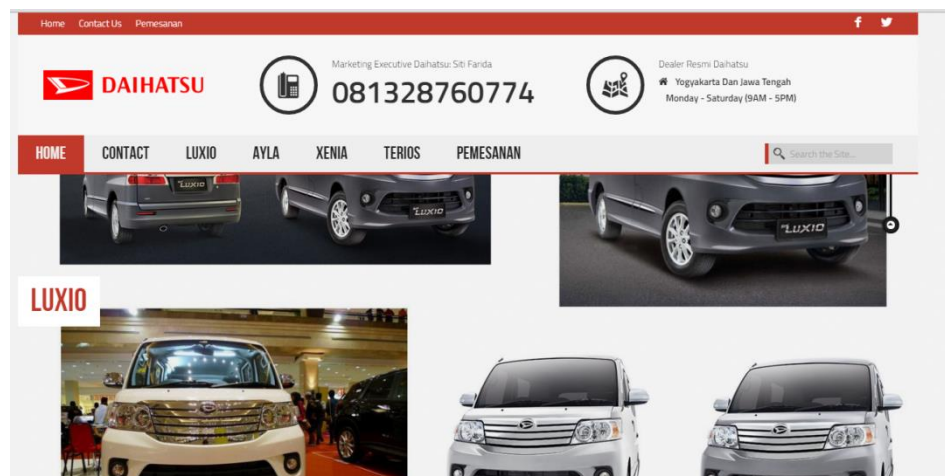 Home Contact Us Pemesanan
DAIHATSU
Marketing Executive Daihatsu: Siti Farida
081328760774
Dealer Resmi Daihatsu
Yogyakarta Dan Jawa Tengah
Monday - Saturday (9AM - 5PM)
HOME CONTACT LUXIO AYLA XENIA TERIOS PEMESANAN
Search the Site...
LUXIO
LUXIO
LUXIO
LUXIO